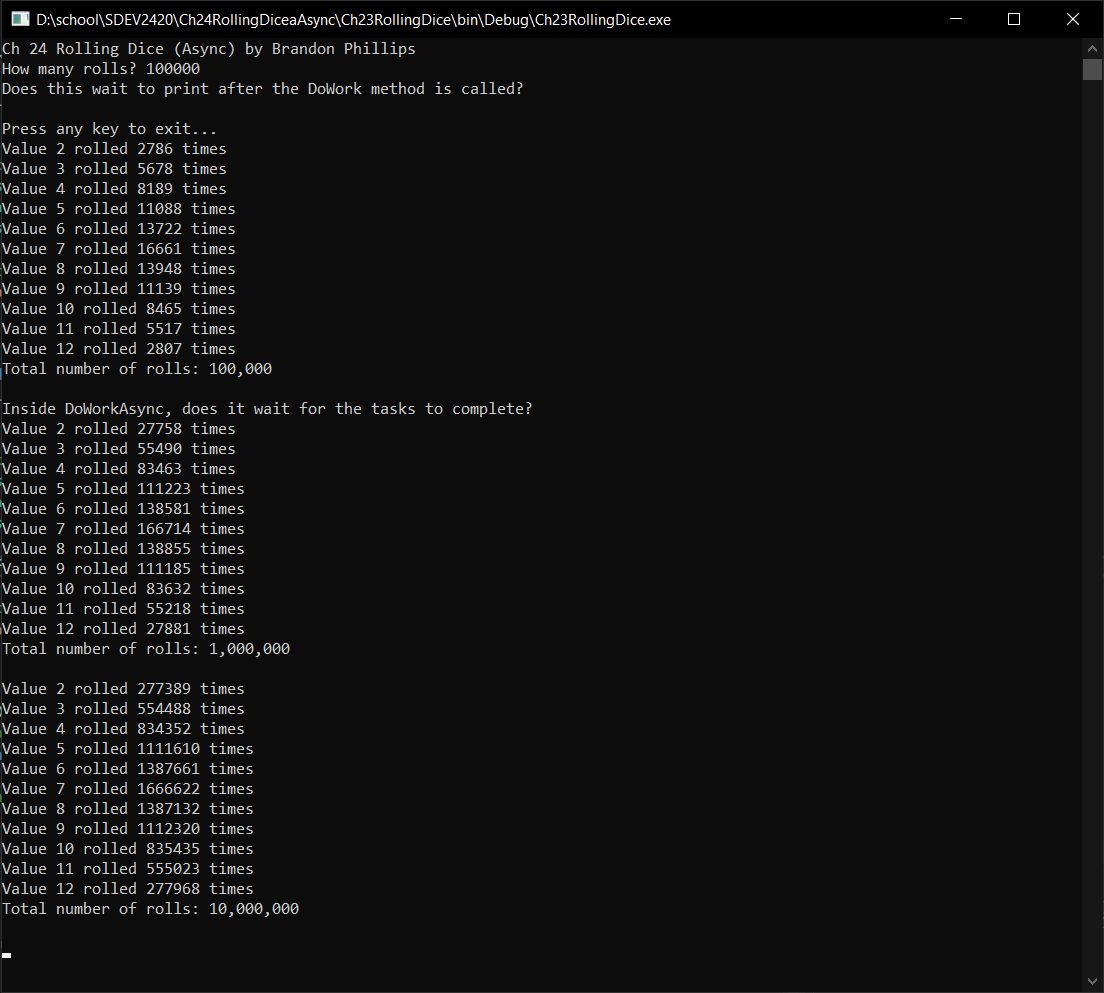 D:\school\SDEV2420\Ch24RollingDiceaAsync\Ch23RollingDice\bin\Debug\Ch23RollingDice.exe
Ch 24 Rolling Dice (Async) by Brandon Phillips
How many rolls? 100000
Does this wait to print after the DoWork method is called?
Press any key to exit...
Value 2 rolled 2786 times
Value 3 rolled 5678 times
Value 4 rolled 8189 times
Value 5 rolled 11088 times
Value 6 rolled 13722 times
Value 7 rolled 16661 times
Value 8 rolled 13948 times
Value 9 rolled 11139 times
Value 10 rolled 8465 times
Value 11 rolled 5517 times
Value 12 rolled 2807 times
Total number of rolls: 100,000
Inside DoWorkAsync, does it wait for the tasks to complete?
Value 2 rolled 27758 times
Value 3 rolled 55490 times
Value 4 rolled 83463 times
Value 5 rolled 111223 times
Value 6 rolled 138581 times
Value 7 rolled 166714 times
Value 8 rolled 138855 times
Value 9 rolled 111185 times
Value 10 rolled 83632 times
Value 11 rolled 55218 times
Value 12 rolled 27881 times
Total number of rolls: 1,000,000
Value 2 rolled 277389 times
Value 3 rolled 554488 times
Value 4 rolled 834352 times
Value 5 rolled 1111610 times
Value 6 rolled 1387661 times
Value 7 rolled 1666622 times
Value 8 rolled 1387132 times
Value 9 rolled 1112320 times
Value 10 rolled 835435 times
Value 11 rolled 555023 times
Value 12 rolled 277968 times
Total number of rolls: 10,000,000